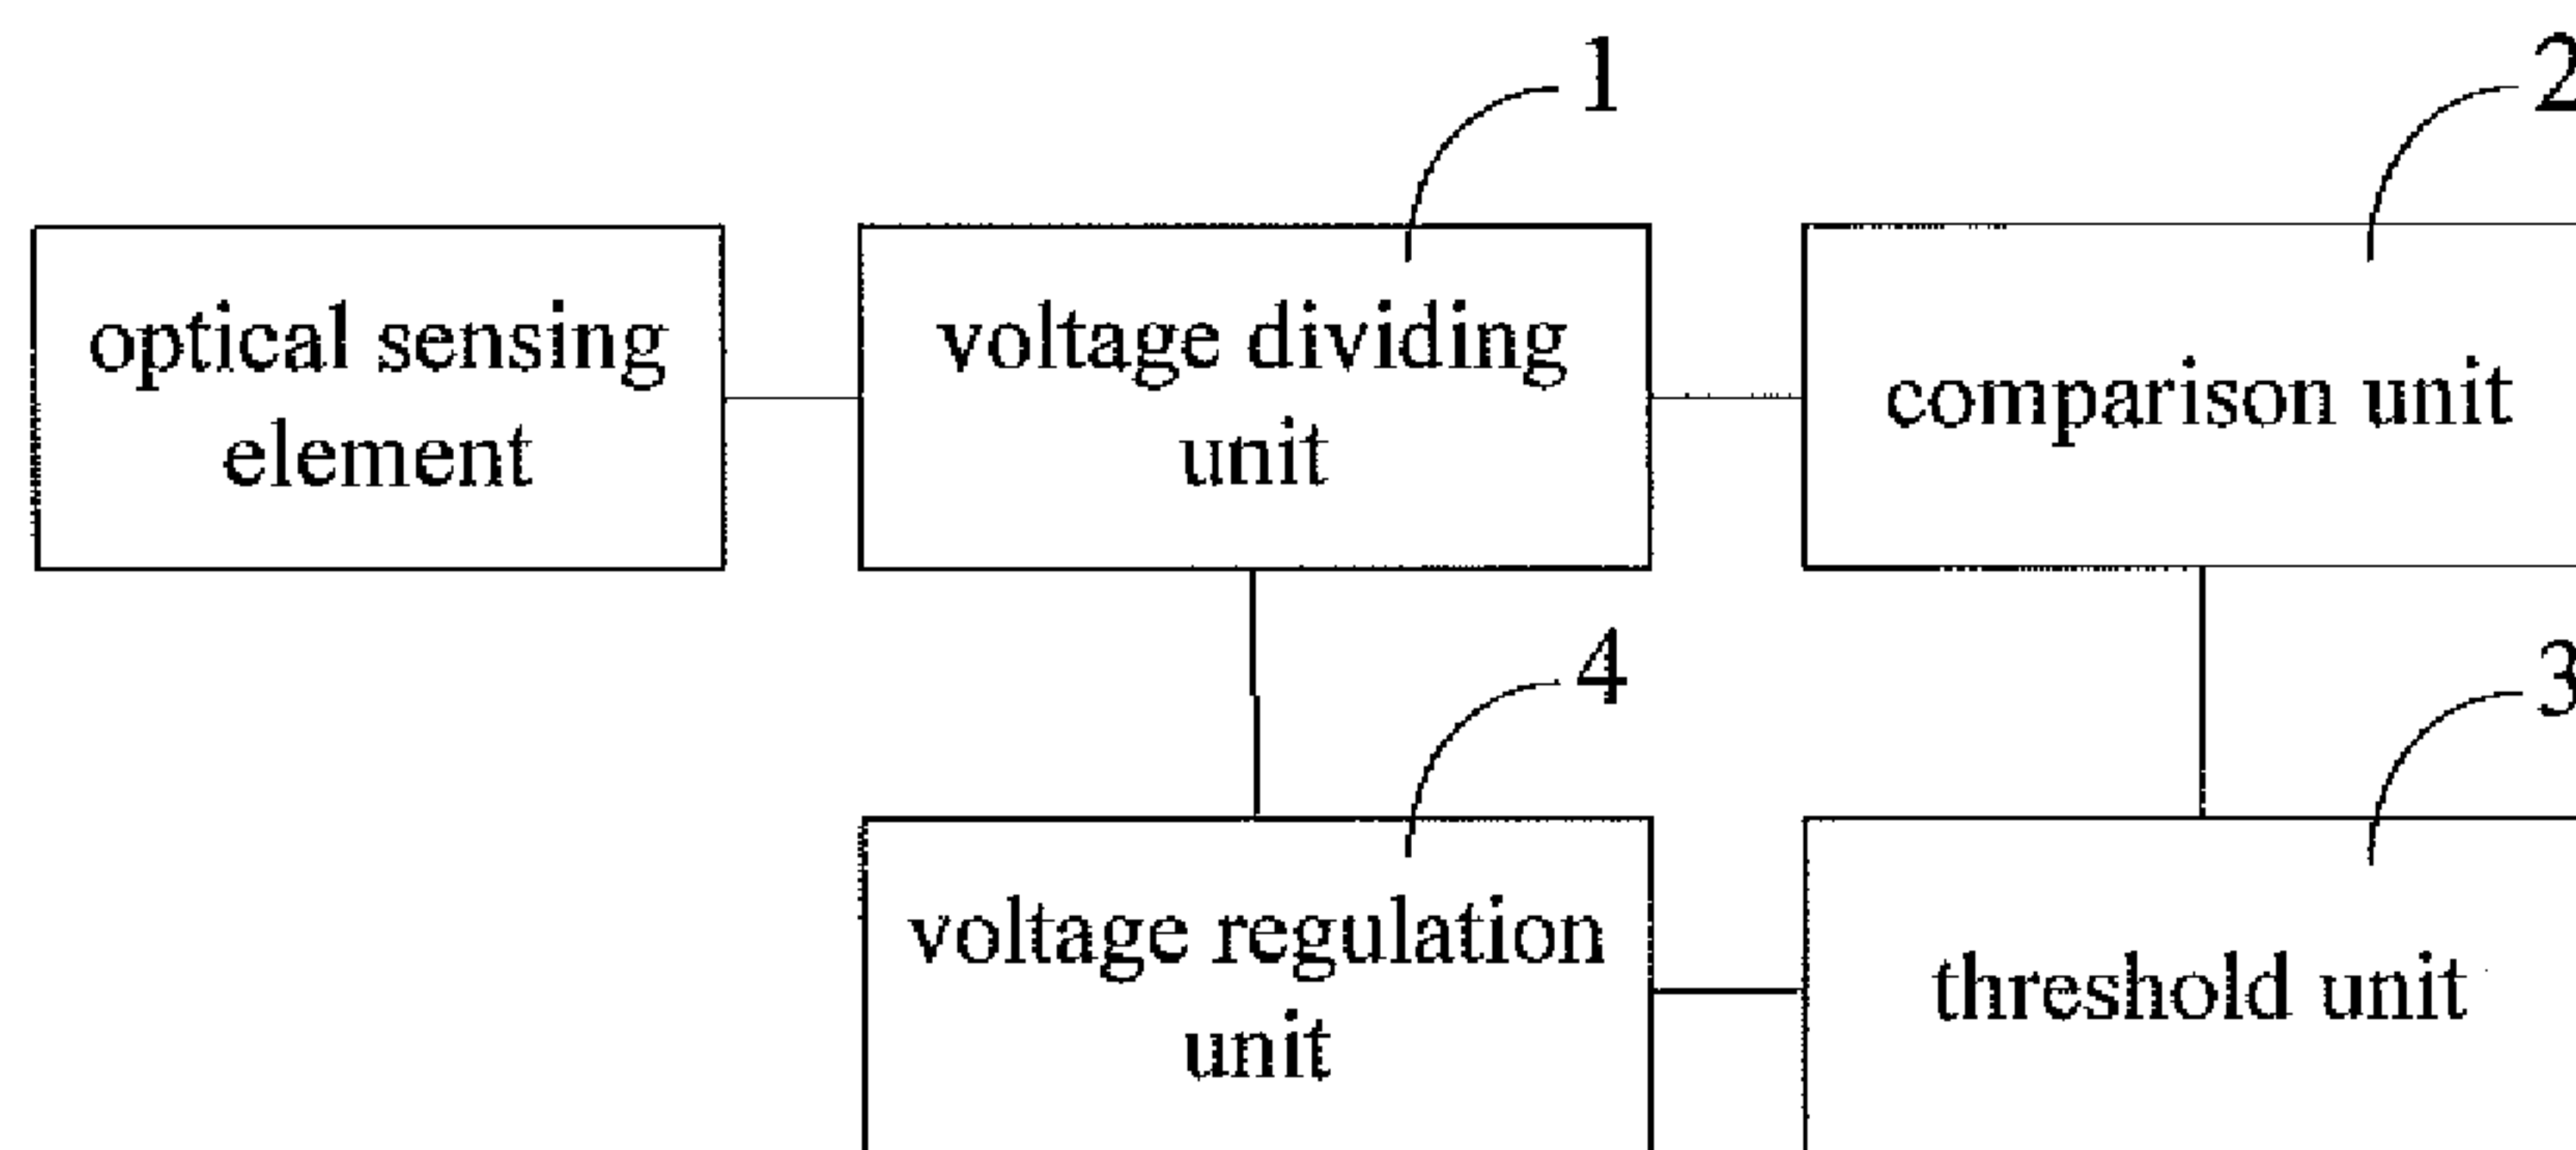 1
2
optical sensing
element
voltage dividing
unit
comparison unit
4
3
voltage regulation
unit
threshold unit